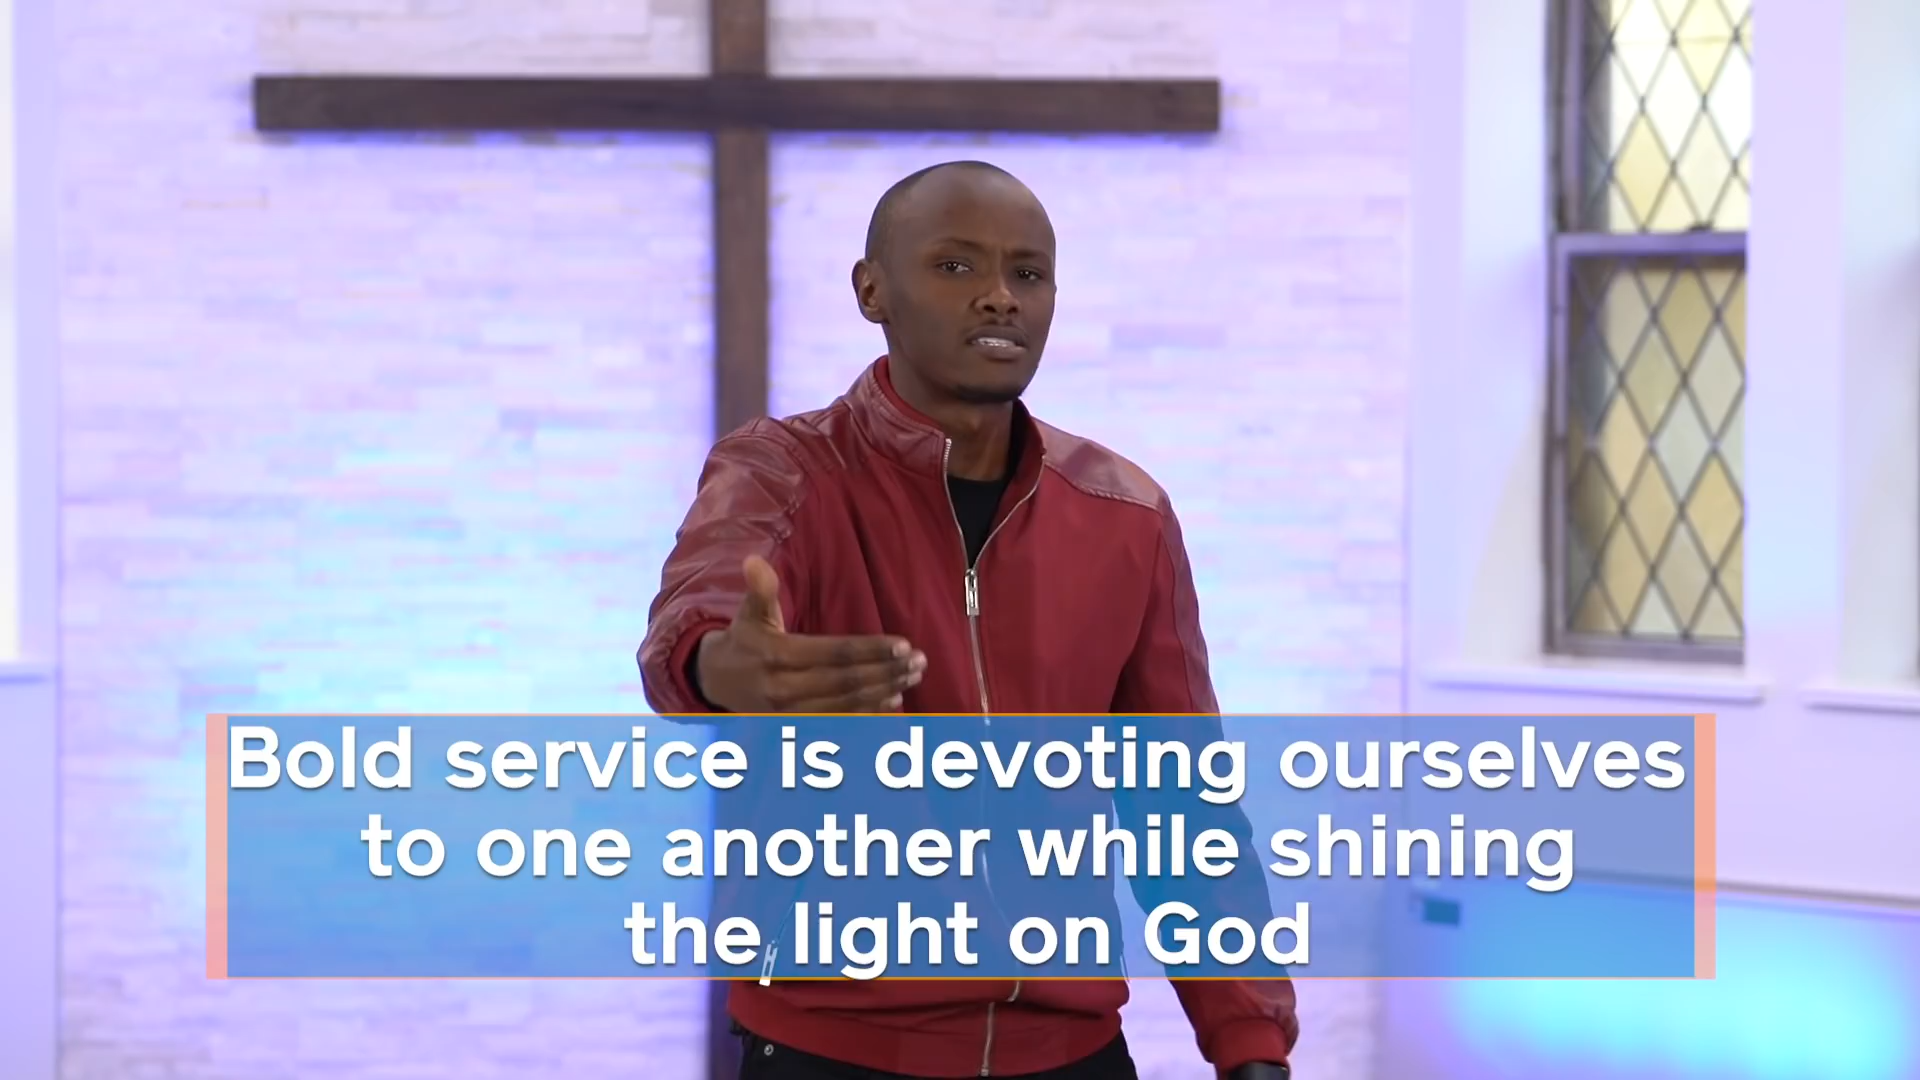 Bold service is devoting ourselves
to one another while shining
the light on God